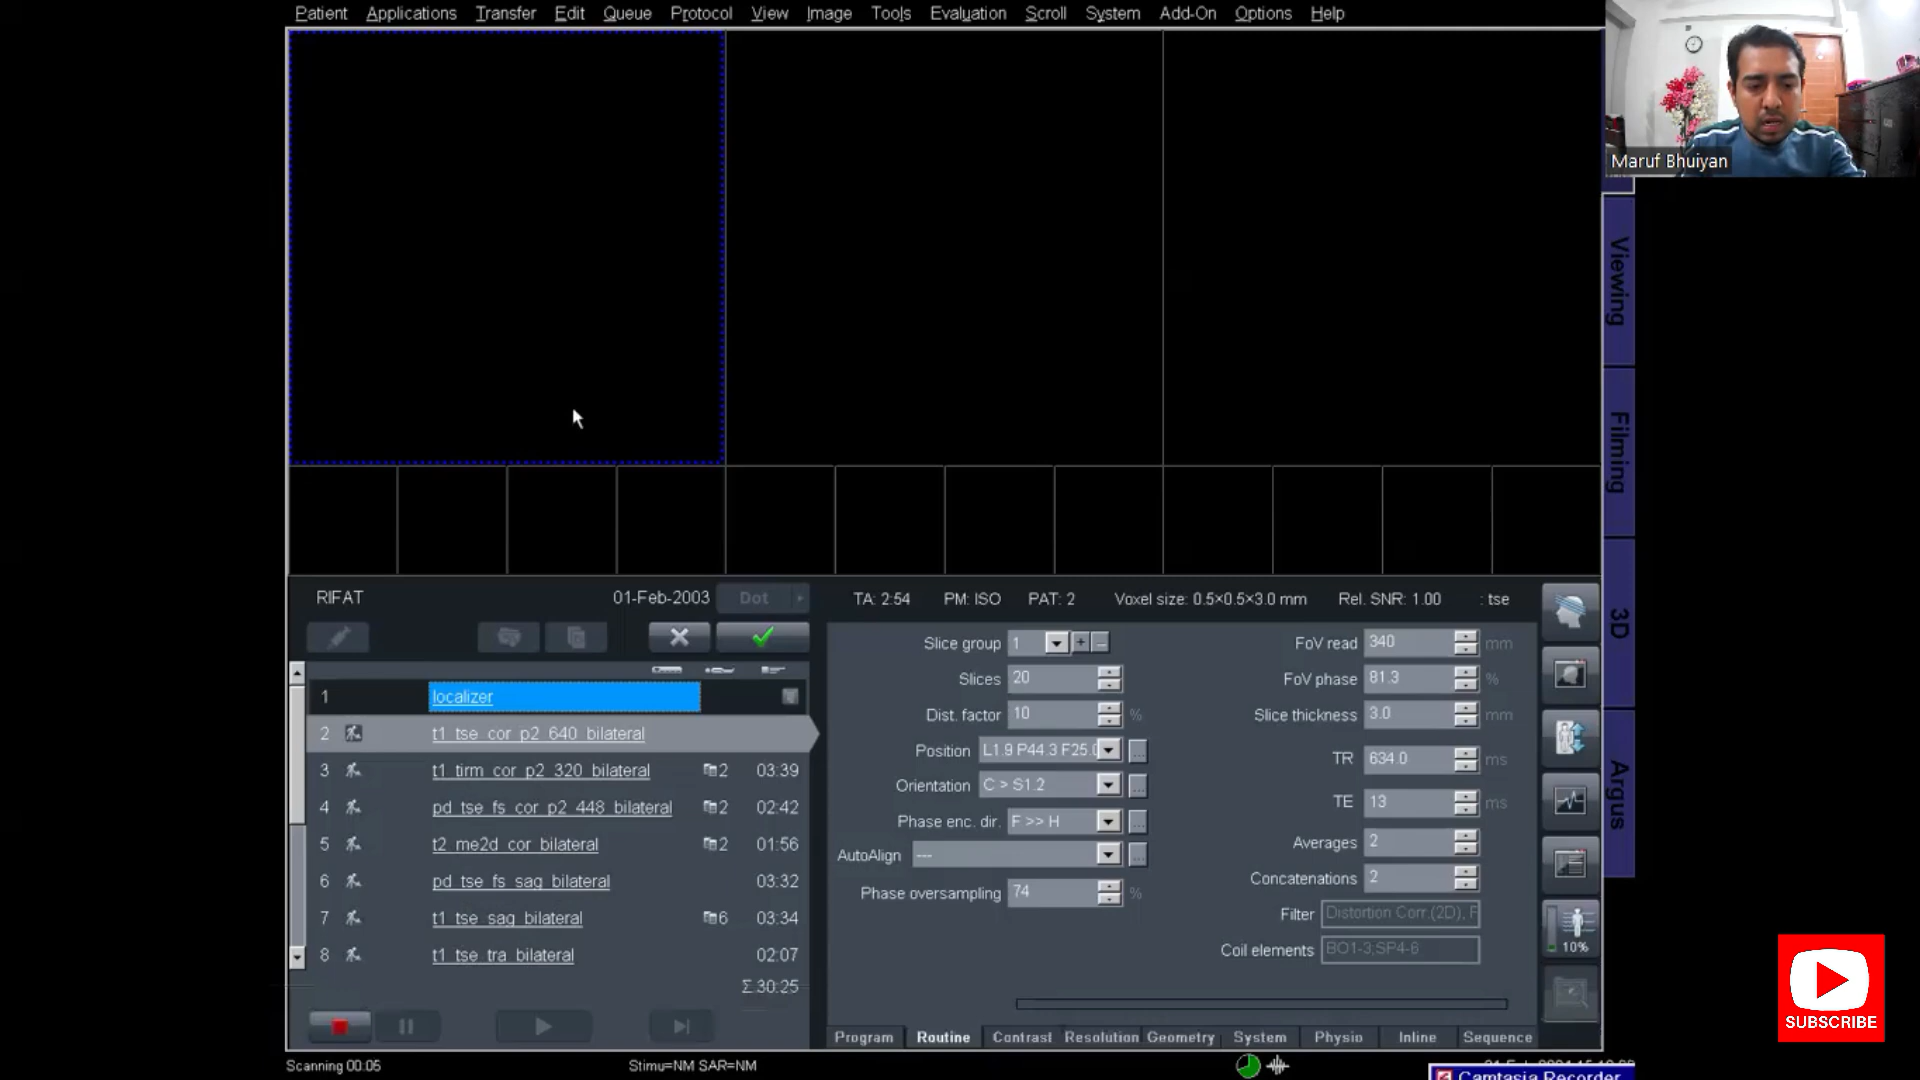 Patient Applications Transfer Edit Queue Protocol View Image Tools Evaluation Scroll System Add-On Options Help
Maruf Bhuiyan
Viewing
Filming
3D
Argus
RIFAT 01-Feb-2003 Dot
TA: 2:54 PM: ISO PAT: 2 Voxel size: 0.5×0.5×3.0 mm Rel. SNR: 1.00 : tse
1 localizer
2 t1_tse_cor_p2_640_bilateral
3 t1_tirm_cor_p2_320_bilateral 2 03:39
4 pd_tse_fs_cor_p2_448_bilateral 2 02:42
5 t2_me2d_cor_bilateral 2 01:56
6 pd_tse_fs_sag_bilateral 03:32
7 t1_tse_sag_bilateral 6 03:34
8 t1_tse_tra_bilateral 02:07
Σ 30:25
Slice group 1
Slices 20
Dist. factor 10 %
Position L1.9 P44.3 F25.0
Orientation C > S1.2
Phase enc. dir. F >> H
AutoAlign ---
Phase oversampling 74 %
FoV read 340 mm
FoV phase 81.3 %
Slice thickness 3.0 mm
TR 634.0 ms
TE 13 ms
Averages 2
Concatenations 2
Filter Distortion Corr.(2D), F
Coil elements BO1-3;SP4-6
10%
Program Routine Contrast Resolution Geometry System Physio Inline Sequence
Scanning 00:05 Stimu=NM SAR=NM
Camtasia Recorder
SUBSCRIBE